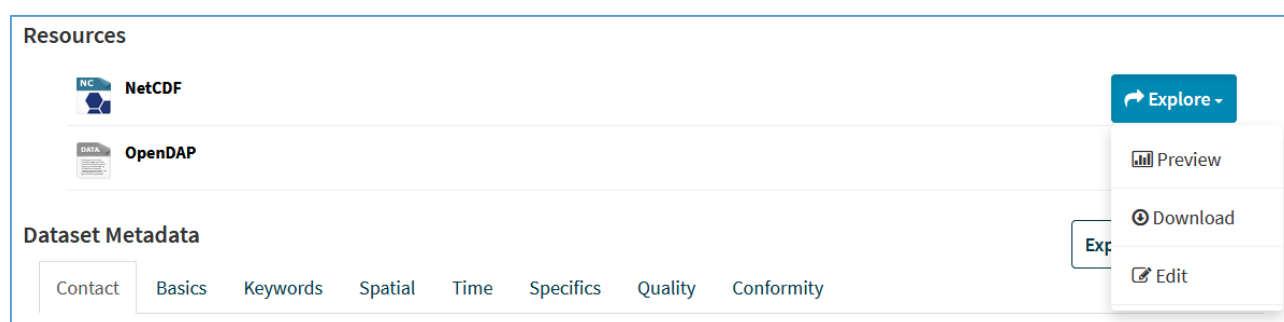 Resources
NC
NetCDF
Explore
DATA
OpenDAP
Preview
Download
Dataset Metadata
Exp
Edit
Contact Basics Keywords Spatial Time Specifics Quality Conformity